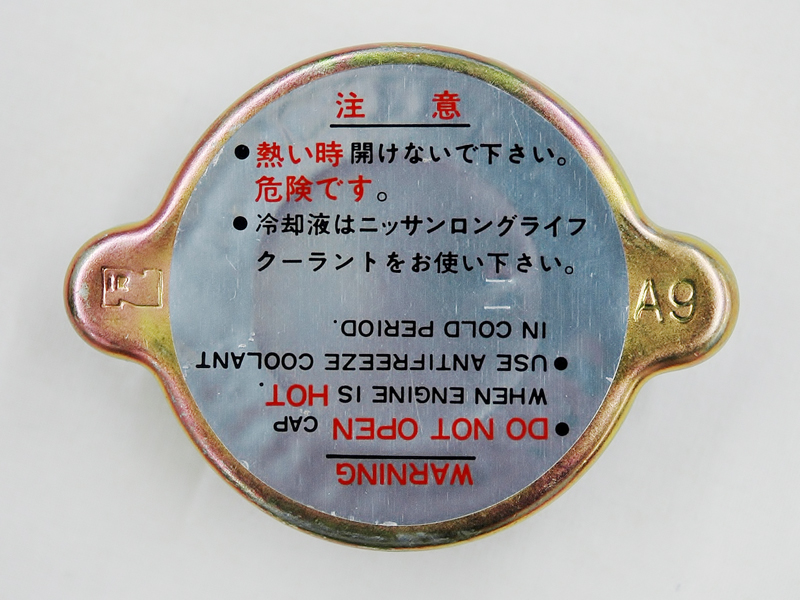 注 意
●熱い時開けないで下さい。
危険です。
●冷却液はニッサンロングライフ
クーラントをお使い下さい。
WARNING
●DO NOT OPEN CAP
WHEN ENGINE IS HOT.
●USE ANTIFREEZE COOLANT
IN COLD PERIOD.
A9